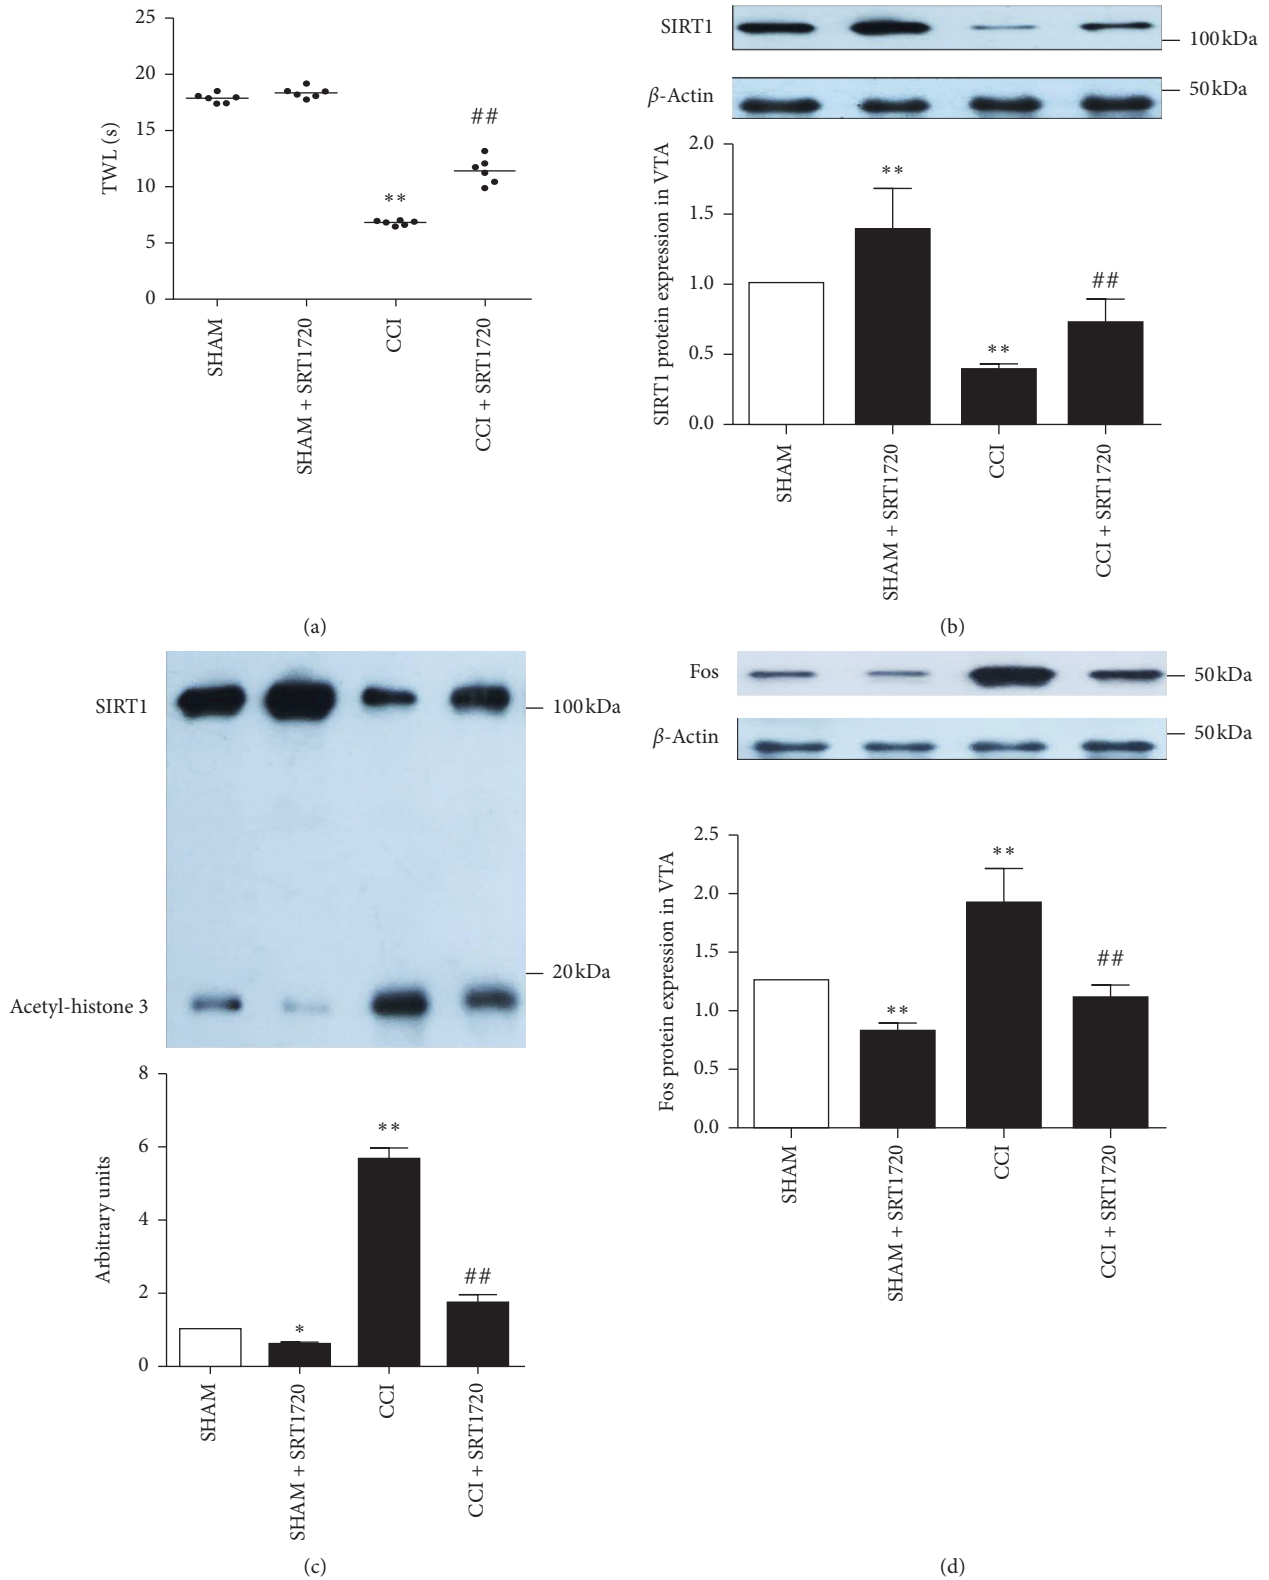 25
20
15
10
5
0
TWL (s)
**
##
SHAM
SHAM + SRT1720
CCI
CCI + SRT1720
(a)
SIRT1
100 kDa
β-Actin
50 kDa
2.0
1.5
1.0
0.5
0.0
SIRT1 protein expression in VTA
**
**
##
SHAM
SHAM + SRT1720
CCI
CCI + SRT1720
(b)
SIRT1
100 kDa
20 kDa
Acetyl-histone 3
8
6
4
2
0
Arbitrary units
*
**
##
SHAM
SHAM + SRT1720
CCI
CCI + SRT1720
(c)
Fos
50 kDa
β-Actin
50 kDa
2.5
2.0
1.5
1.0
0.5
0.0
Fos protein expression in VTA
**
**
##
SHAM
SHAM + SRT1720
CCI
CCI + SRT1720
(d)